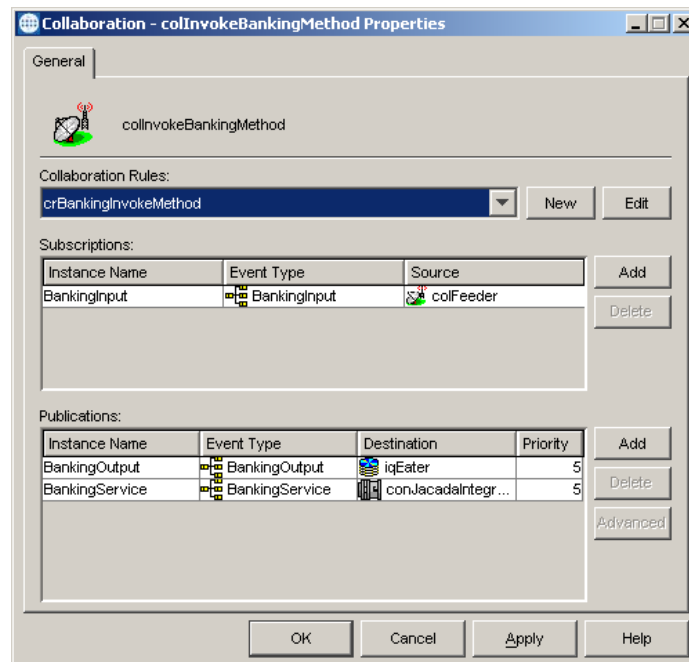 Collaboration - colInvokeBankingMethod Properties
General
colInvokeBankingMethod
Collaboration Rules:
crBankingInvokeMethod New Edit
Subscriptions:
Instance Name Event Type Source Add
BankingInput BankingInput colFeeder
Delete
Publications:
Instance Name Event Type Destination Priority Add
BankingOutput BankingOutput iqEater 5
BankingService BankingService conJacadaIntegr... 5 Delete
Advanced
OK Cancel Apply Help